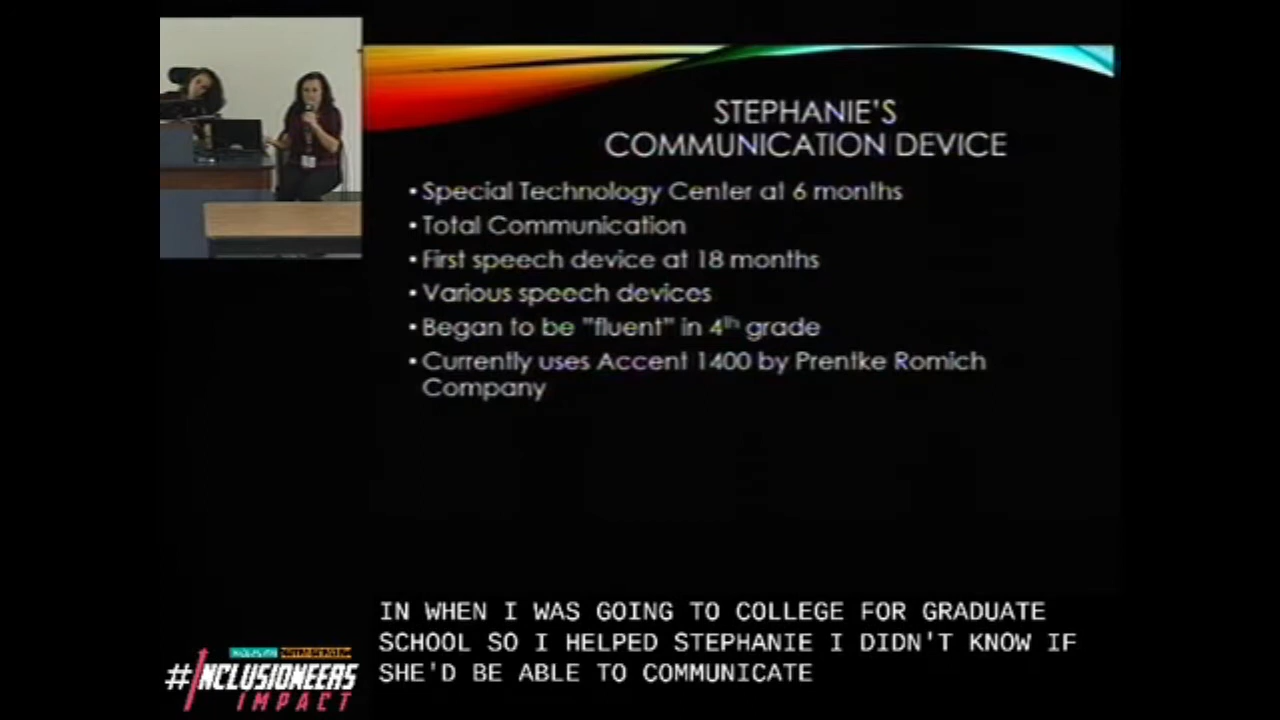 STEPHANIE'S
COMMUNICATION DEVICE
• Special Technology Center at 6 months
• Total Communication
• First speech device at 18 months
• Various speech devices
• Began to be "fluent" in 4th grade
• Currently uses Accent 1400 by Prentke Romich
Company
IN WHEN I WAS GOING TO COLLEGE FOR GRADUATE
SCHOOL SO I HELPED STEPHANIE I DIDN'T KNOW IF
SHE'D BE ABLE TO COMMUNICATE
#INCLUSIONEERS
IMPACT